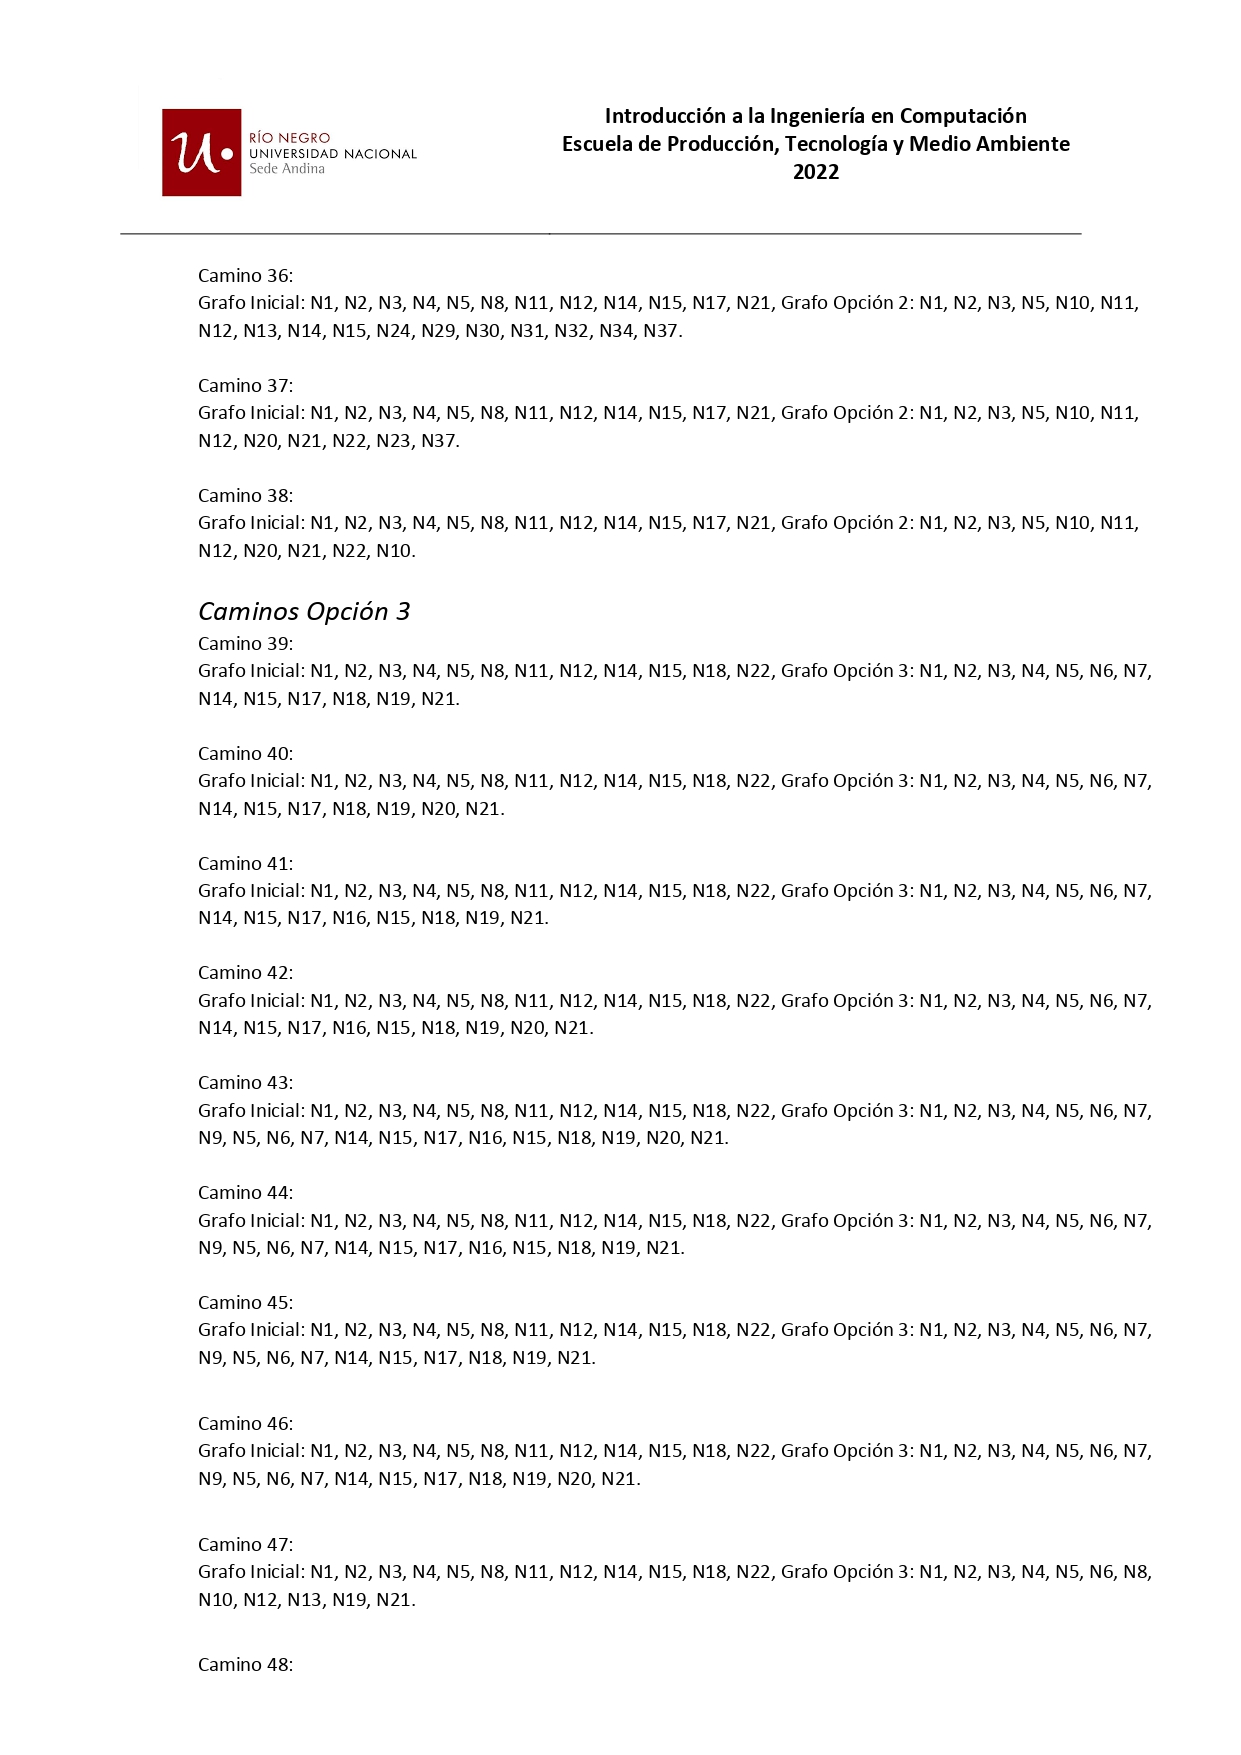 RÍO NEGRO
UNIVERSIDAD NACIONAL
Sede Andina
Introducción a la Ingeniería en Computación
Escuela de Producción, Tecnología y Medio Ambiente
2022
Camino 36:
Grafo Inicial: N1, N2, N3, N4, N5, N8, N11, N12, N14, N15, N17, N21, Grafo Opción 2: N1, N2, N3, N5, N10, N11,
N12, N13, N14, N15, N24, N29, N30, N31, N32, N34, N37.
Camino 37:
Grafo Inicial: N1, N2, N3, N4, N5, N8, N11, N12, N14, N15, N17, N21, Grafo Opción 2: N1, N2, N3, N5, N10, N11,
N12, N20, N21, N22, N23, N37.
Camino 38:
Grafo Inicial: N1, N2, N3, N4, N5, N8, N11, N12, N14, N15, N17, N21, Grafo Opción 2: N1, N2, N3, N5, N10, N11,
N12, N20, N21, N22, N10.
Caminos Opción 3
Camino 39:
Grafo Inicial: N1, N2, N3, N4, N5, N8, N11, N12, N14, N15, N18, N22, Grafo Opción 3: N1, N2, N3, N4, N5, N6, N7,
N14, N15, N17, N18, N19, N21.
Camino 40:
Grafo Inicial: N1, N2, N3, N4, N5, N8, N11, N12, N14, N15, N18, N22, Grafo Opción 3: N1, N2, N3, N4, N5, N6, N7,
N14, N15, N17, N18, N19, N20, N21.
Camino 41:
Grafo Inicial: N1, N2, N3, N4, N5, N8, N11, N12, N14, N15, N18, N22, Grafo Opción 3: N1, N2, N3, N4, N5, N6, N7,
N14, N15, N17, N16, N15, N18, N19, N21.
Camino 42:
Grafo Inicial: N1, N2, N3, N4, N5, N8, N11, N12, N14, N15, N18, N22, Grafo Opción 3: N1, N2, N3, N4, N5, N6, N7,
N14, N15, N17, N16, N15, N18, N19, N20, N21.
Camino 43:
Grafo Inicial: N1, N2, N3, N4, N5, N8, N11, N12, N14, N15, N18, N22, Grafo Opción 3: N1, N2, N3, N4, N5, N6, N7,
N9, N5, N6, N7, N14, N15, N17, N16, N15, N18, N19, N20, N21.
Camino 44:
Grafo Inicial: N1, N2, N3, N4, N5, N8, N11, N12, N14, N15, N18, N22, Grafo Opción 3: N1, N2, N3, N4, N5, N6, N7,
N9, N5, N6, N7, N14, N15, N17, N16, N15, N18, N19, N21.
Camino 45:
Grafo Inicial: N1, N2, N3, N4, N5, N8, N11, N12, N14, N15, N18, N22, Grafo Opción 3: N1, N2, N3, N4, N5, N6, N7,
N9, N5, N6, N7, N14, N15, N17, N18, N19, N21.
Camino 46:
Grafo Inicial: N1, N2, N3, N4, N5, N8, N11, N12, N14, N15, N18, N22, Grafo Opción 3: N1, N2, N3, N4, N5, N6, N7,
N9, N5, N6, N7, N14, N15, N17, N18, N19, N20, N21.
Camino 47:
Grafo Inicial: N1, N2, N3, N4, N5, N8, N11, N12, N14, N15, N18, N22, Grafo Opción 3: N1, N2, N3, N4, N5, N6, N8,
N10, N12, N13, N19, N21.
Camino 48: